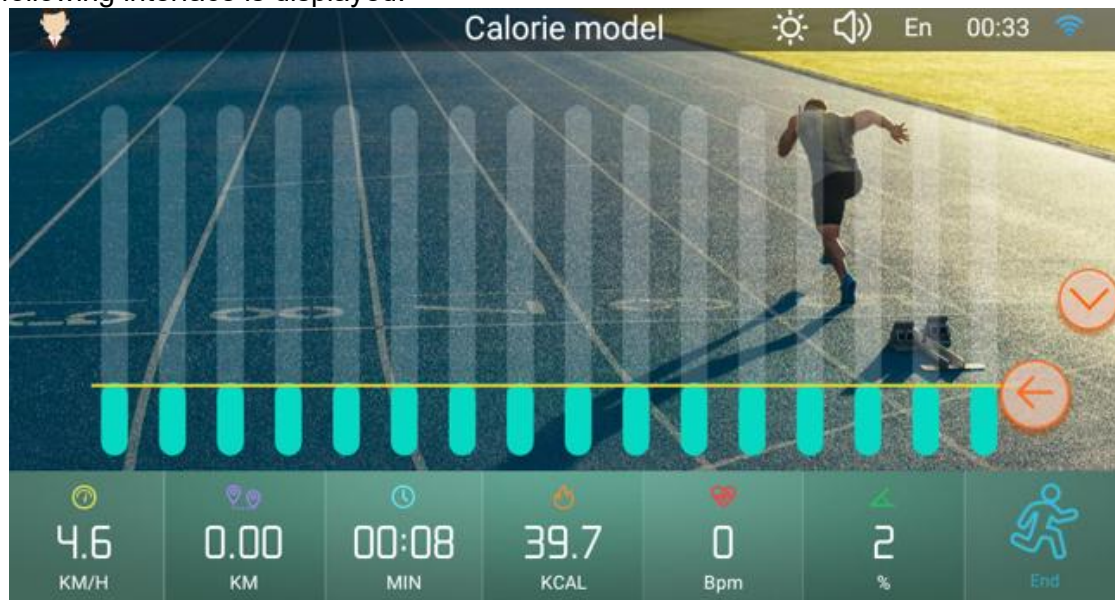 Calorie model
En
00:33
4.6
KM/H
0.00
KM
00:08
MIN
39.7
KCAL
0
Bpm
2
%
End